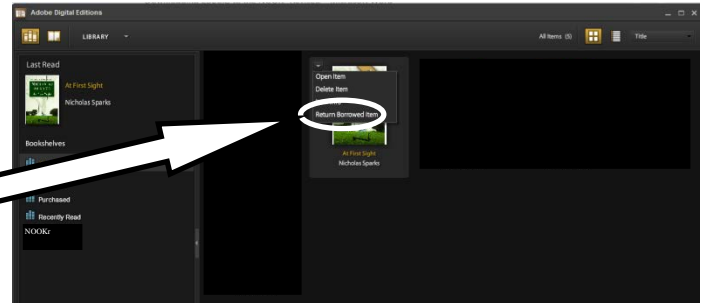 Adobe Digital Editions
LIBRARY
All Items (5)
Title
Last Read
At First Sight
Nicholas Sparks
Bookshelves
Purchased
Recently Read
NOOKr
Open Item
Delete Item
Return Borrowed Item
At First Sight
Nicholas Sparks